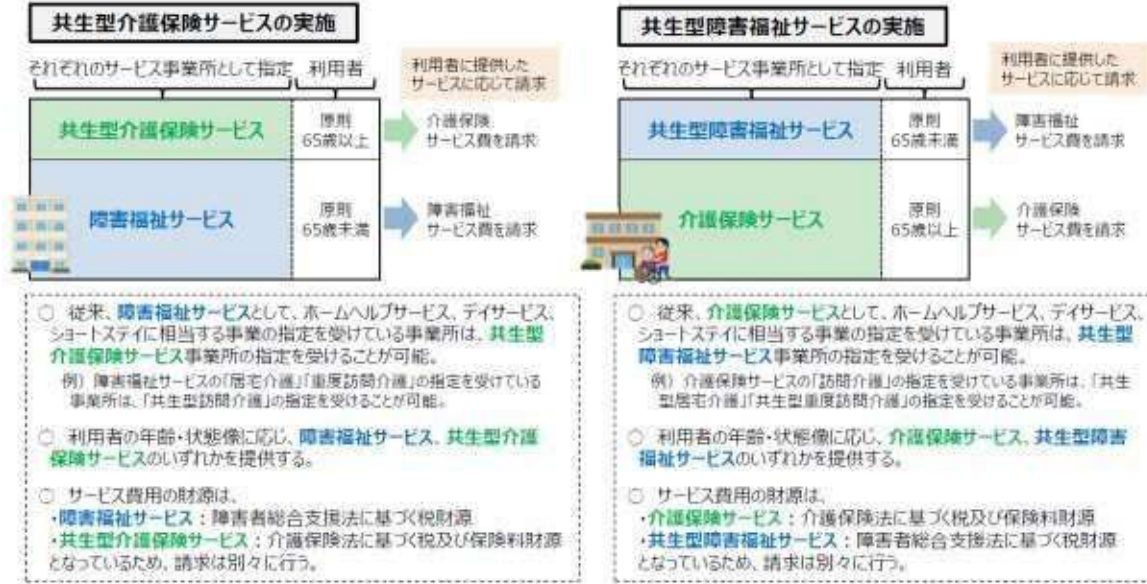 共生型介護保険サービスの実施
それぞれのサービス事業所として指定
利用者
利用者に提供した
サービスに応じて請求
共生型介護保険サービス
原則
65歳以上
介護保険
サービス費を請求
障害福祉サービス
原則
65歳未満
障害福祉
サービス費を請求
○ 従来、障害福祉サービスとして、ホームヘルプサービス、デイサービス、
ショートステイに相当する事業の指定を受けている事業所は、共生型
介護保険サービス事業所の指定を受けることが可能。
例）障害福祉サービスの「居宅介護」「重度訪問介護」の指定を受けている
事業所は、「共生型訪問介護」の指定を受けることが可能。
○ 利用者の年齢・状態像に応じ、障害福祉サービス、共生型介護
保険サービスのいずれかを提供する。
○ サービス費用の財源は、
・障害福祉サービス：障害者総合支援法に基づく税財源
・共生型介護保険サービス：介護保険法に基づく税及び保険料財源
となっているため、請求は別々に行う。
共生型障害福祉サービスの実施
それぞれのサービス事業所として指定
利用者
利用者に提供した
サービスに応じて請求
共生型障害福祉サービス
原則
65歳未満
障害福祉
サービス費を請求
介護保険サービス
原則
65歳以上
介護保険
サービス費を請求
○ 従来、介護保険サービスとして、ホームヘルプサービス、デイサービス、
ショートステイに相当する事業の指定を受けている事業所は、共生型
障害福祉サービス事業所の指定を受けることが可能。
例）介護保険サービスの「訪問介護」の指定を受けている事業所は、「共生
型居宅介護」「共生型重度訪問介護」の指定を受けることが可能。
○ 利用者の年齢・状態像に応じ、介護保険サービス、共生型障害
福祉サービスのいずれかを提供する。
○ サービス費用の財源は、
・介護保険サービス：介護保険法に基づく税及び保険料財源
・共生型障害福祉サービス：障害者総合支援法に基づく税財源
となっているため、請求は別々に行う。